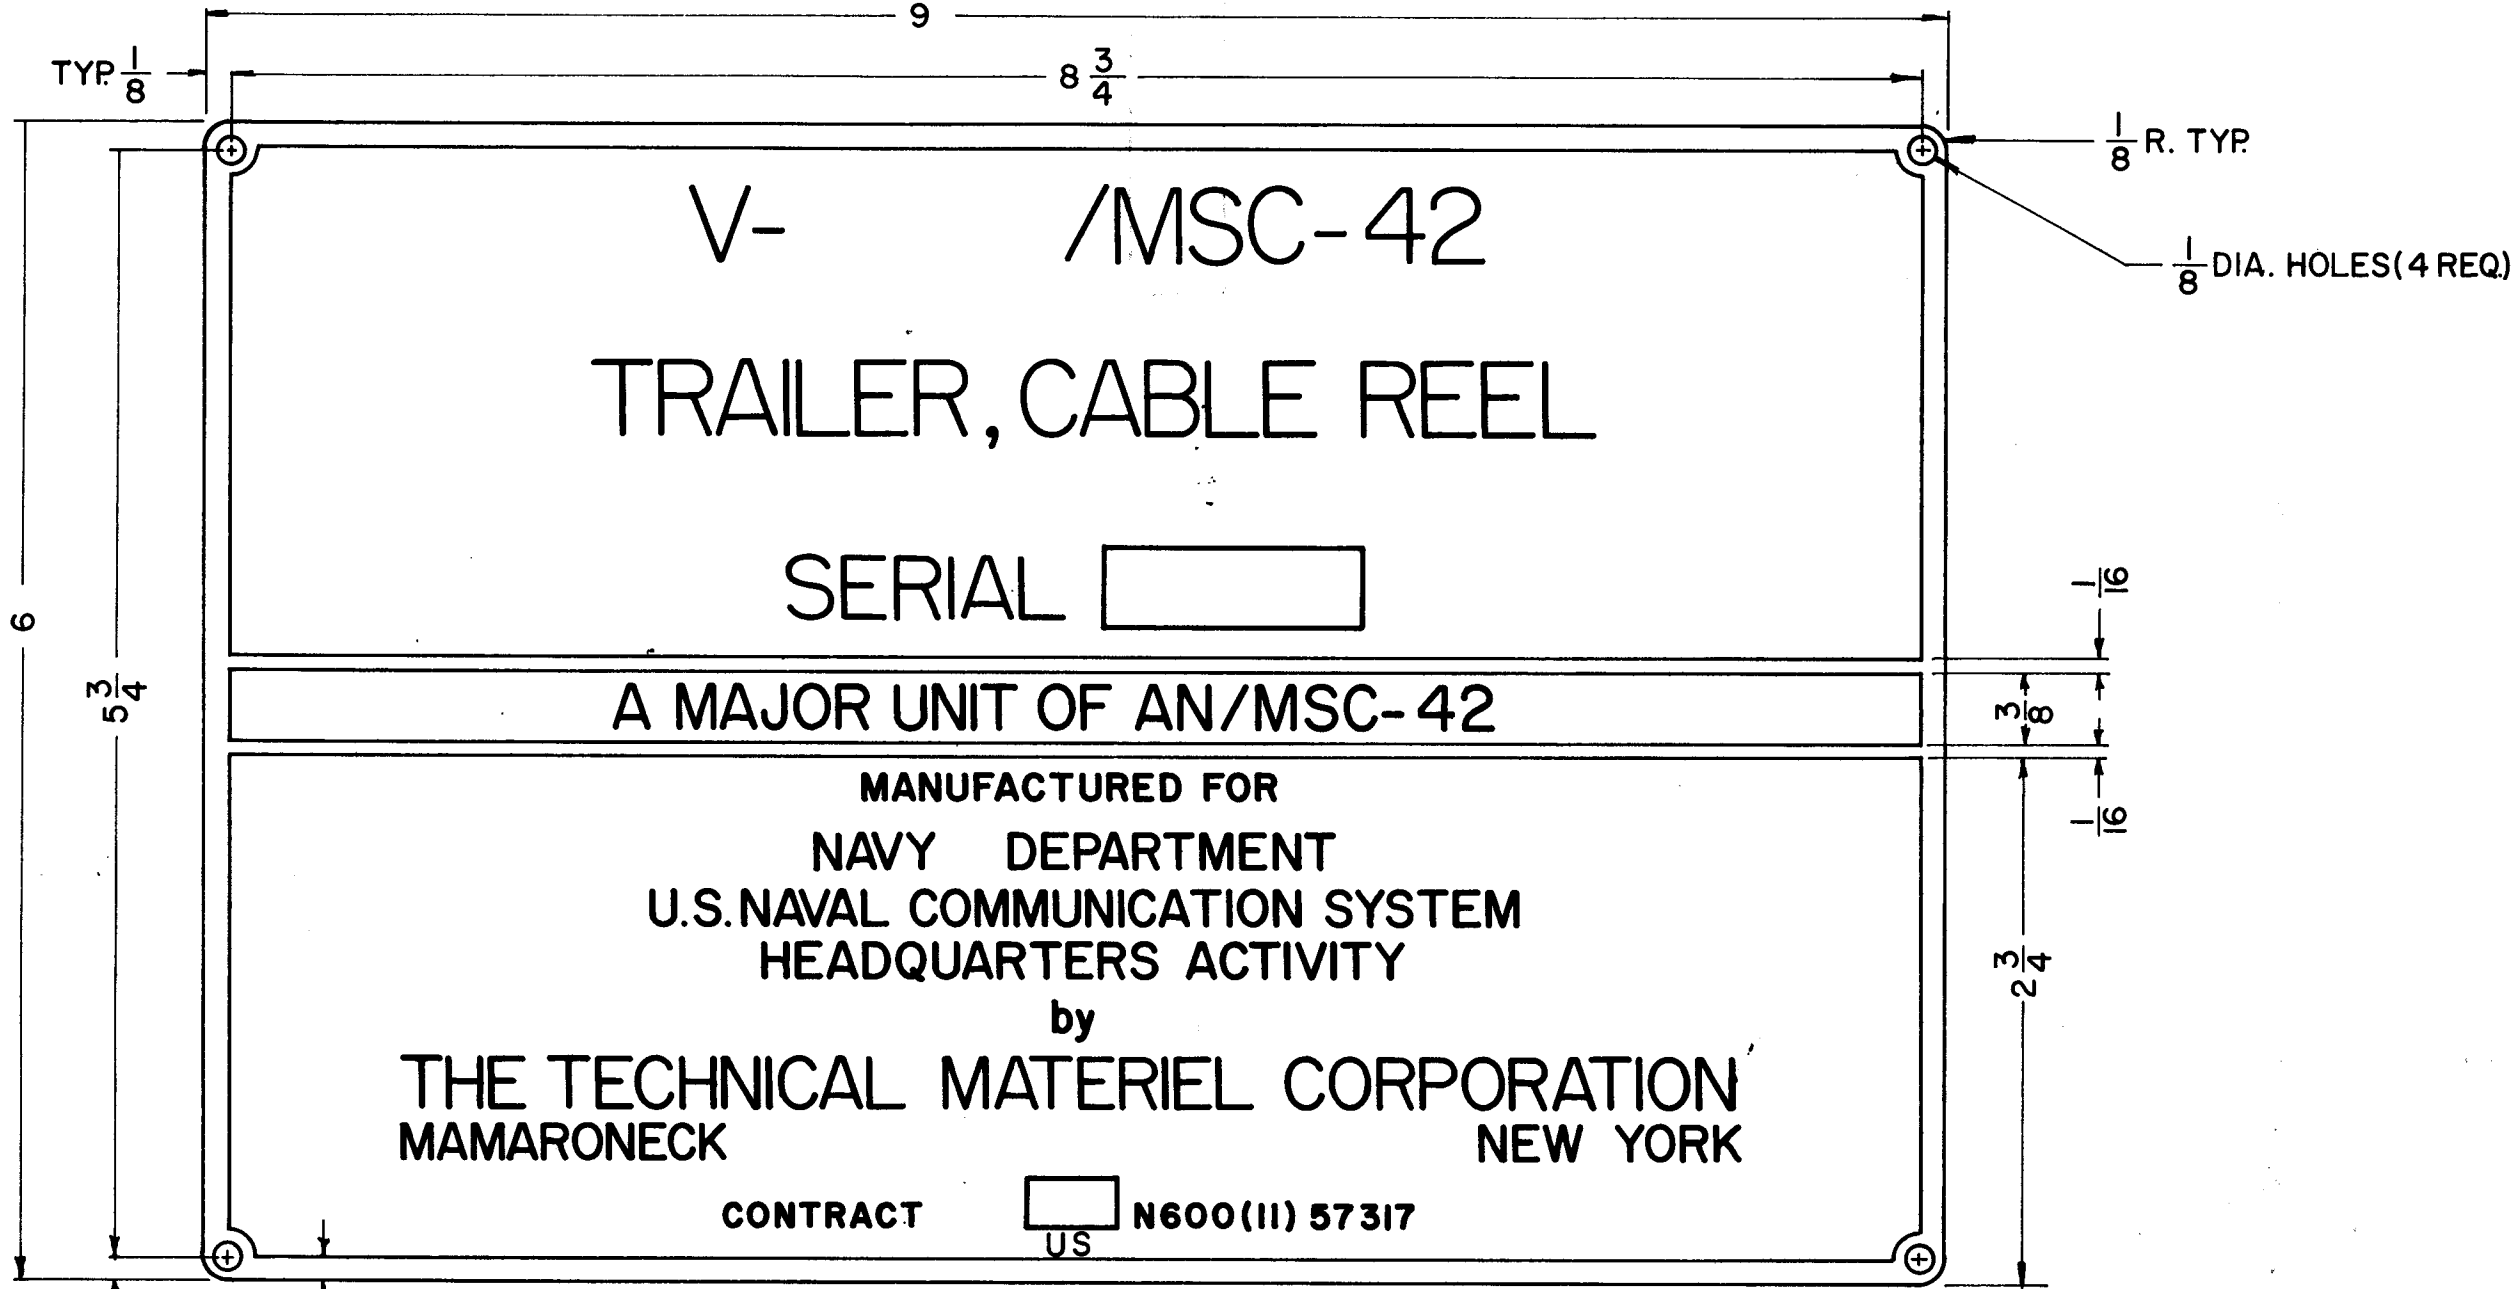 9
TYP. 1/8
8 3/4
1/8 R. TYP.
V- /MSC-42
1/8 DIA. HOLES (4 REQ.)
TRAILER, CABLE REEL
SERIAL
1/16
6
5 3/4
A MAJOR UNIT OF AN/MSC-42
3/8
1/16
MANUFACTURED FOR
NAVY DEPARTMENT
U.S. NAVAL COMMUNICATION SYSTEM
HEADQUARTERS ACTIVITY
2 3/4
by
THE TECHNICAL MATERIEL CORPORATION
MAMARONECK NEW YORK
CONTRACT N600(11) 57317
US